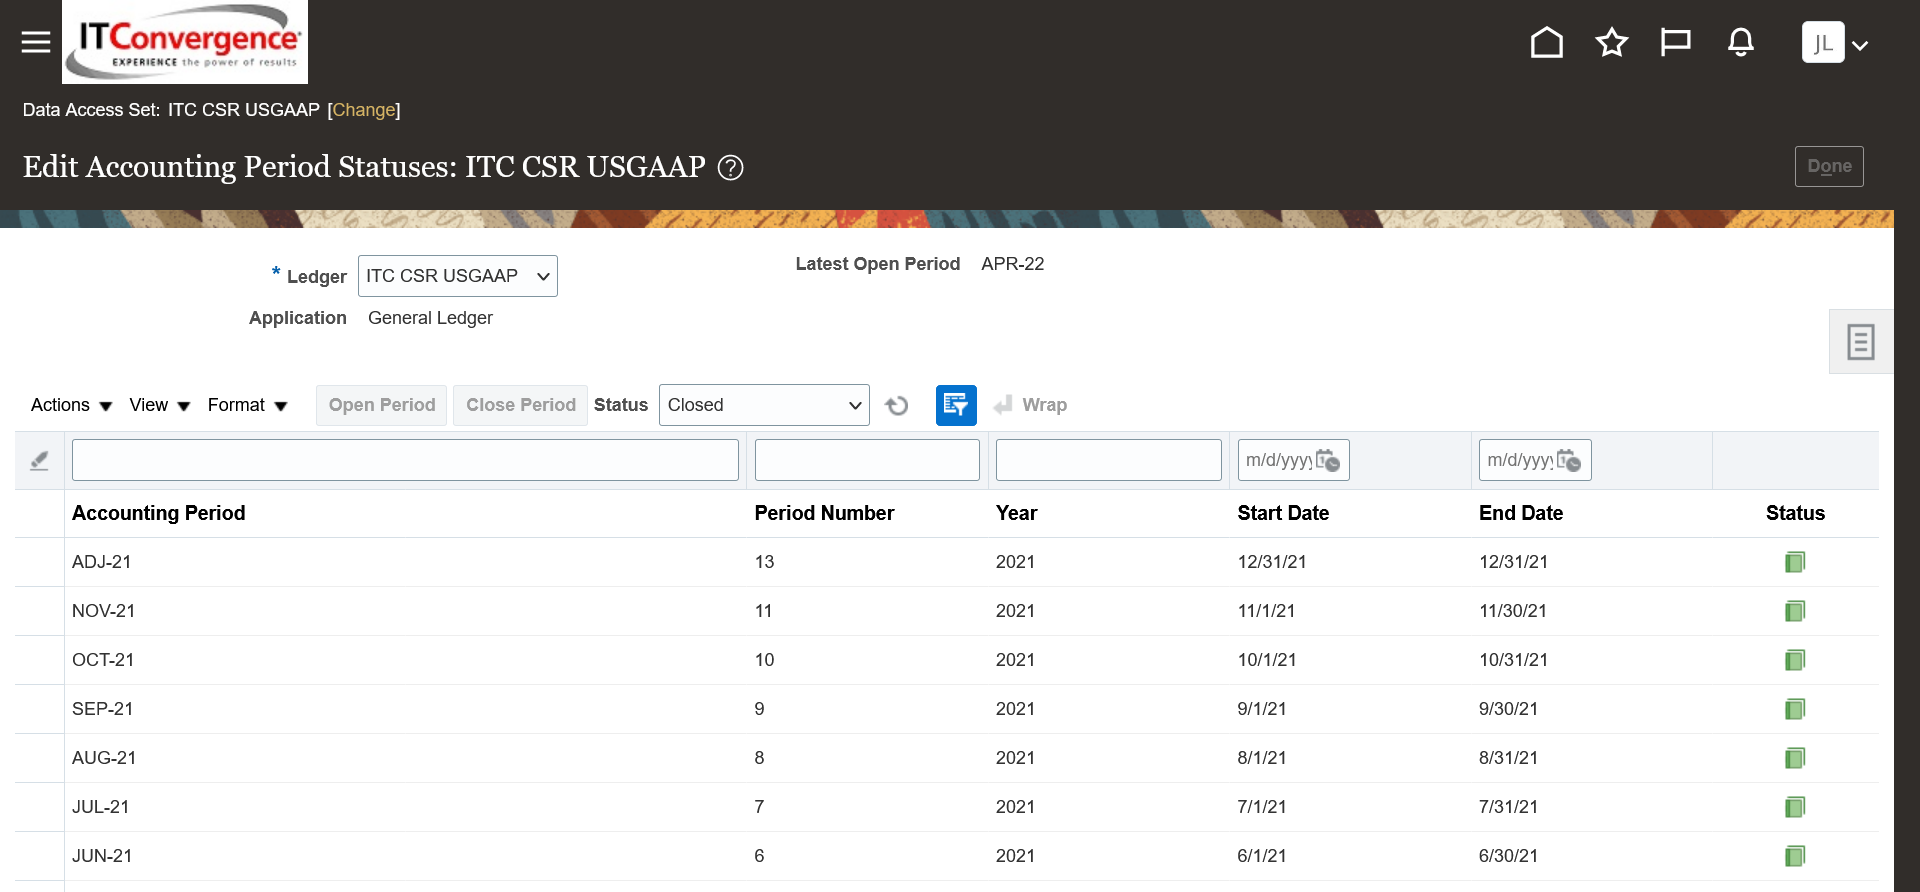 ITConvergence
EXPERIENCE the power of results
JL
Data Access Set: ITC CSR USGAAP [Change]
Edit Accounting Period Statuses: ITC CSR USGAAP ?
Done
* Ledger ITC CSR USGAAP
Latest Open Period APR-22
Application General Ledger
Actions View Format Open Period Close Period Status Closed Wrap
m/d/yyyy m/d/yyyy
Accounting Period Period Number Year Start Date End Date Status
ADJ-21 13 2021 12/31/21 12/31/21
NOV-21 11 2021 11/1/21 11/30/21
OCT-21 10 2021 10/1/21 10/31/21
SEP-21 9 2021 9/1/21 9/30/21
AUG-21 8 2021 8/1/21 8/31/21
JUL-21 7 2021 7/1/21 7/31/21
JUN-21 6 2021 6/1/21 6/30/21